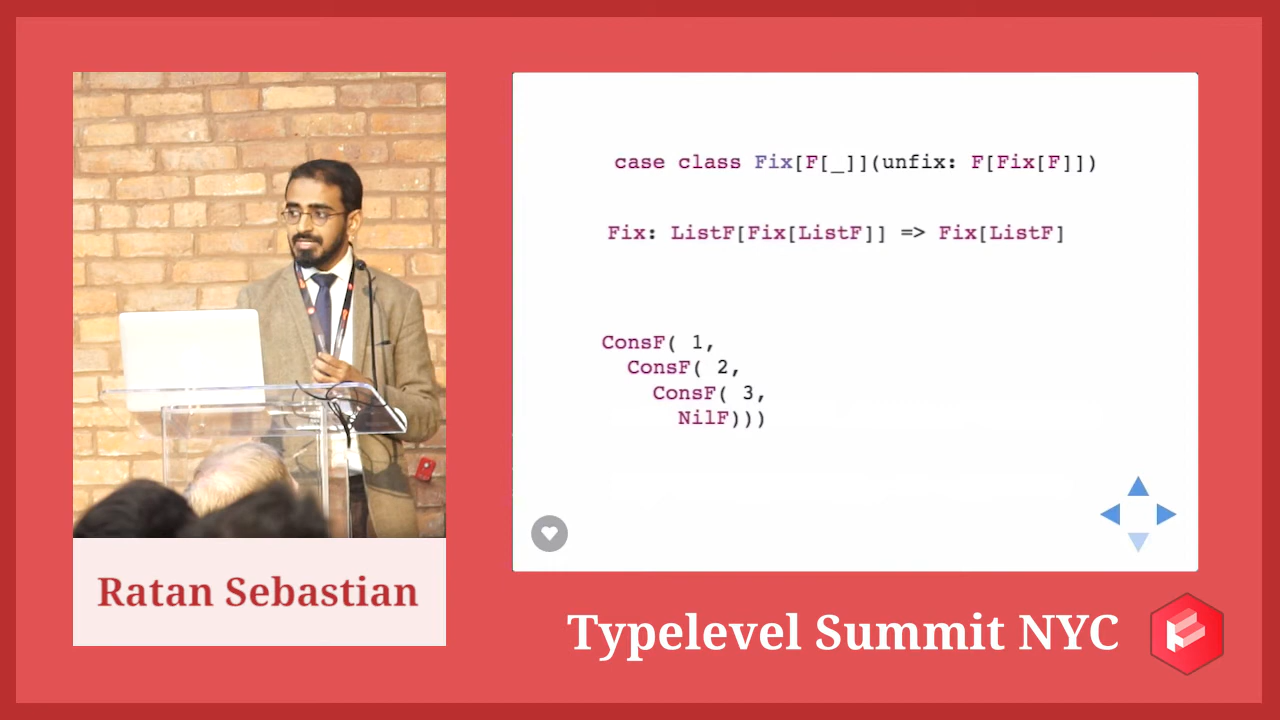 case class Fix[F[_]](unfix: F[Fix[F]])
Fix: ListF[Fix[ListF]] => Fix[ListF]
ConsF( 1,
ConsF( 2,
ConsF( 3,
NilF)))
Ratan Sebastian
Typelevel Summit NYC